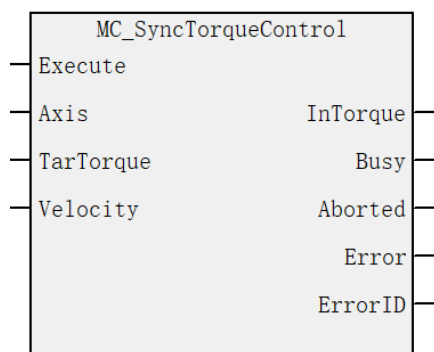 MC_SyncTorqueControl
Execute
Axis InTorque
TarTorque Busy
Velocity Aborted
Error
ErrorID